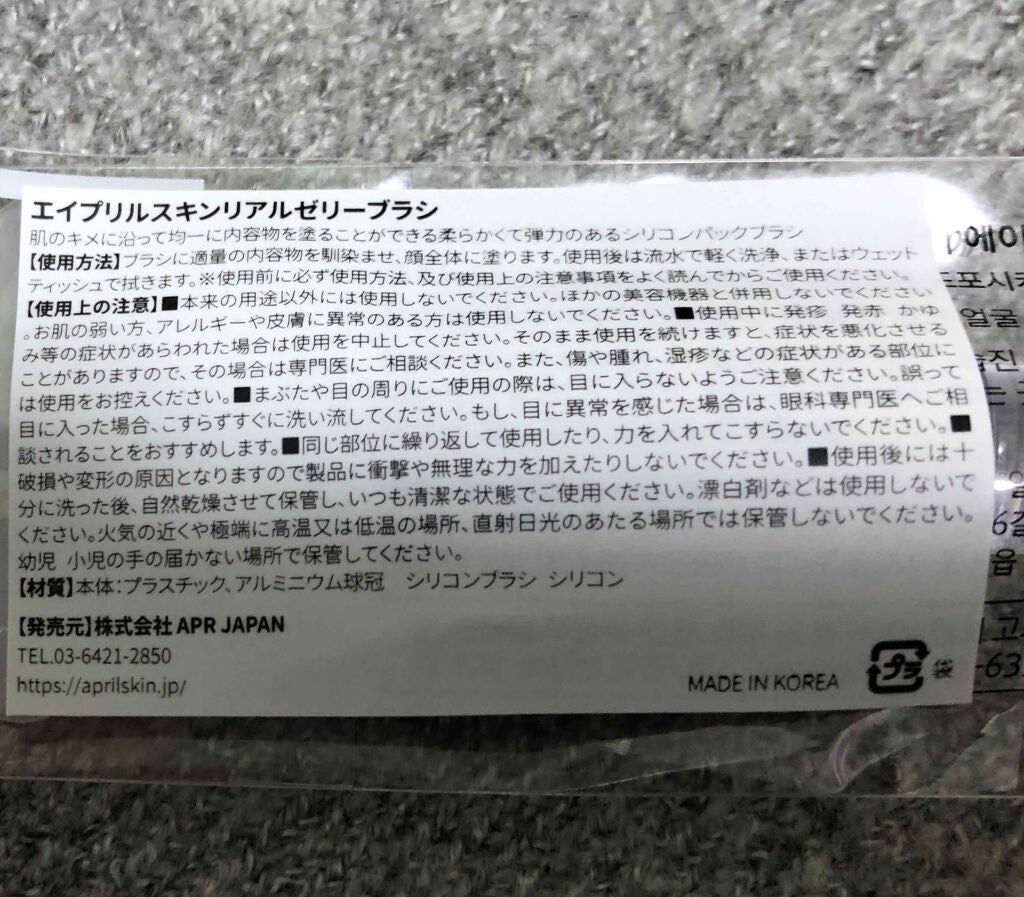 エイプリルスキンリアルゼリーブラシ
肌のキメに沿って均一に内容物を塗ることができる柔らかくて弾力のあるシリコンパックブラシ
【使用方法】ブラシに適量の内容物を馴染ませ、顔全体に塗ります。使用後は流水で軽く洗浄、またはウェット
ティッシュで拭きます。※使用前に必ず使用方法、及び使用上の注意事項をよく読んでからご使用ください。
【使用上の注意】■本来の用途以外には使用しないでください。ほかの美容機器と併用しないでください
。お肌の弱い方、アレルギーや皮膚に異常のある方は使用しないでください。■使用中に発疹 発赤 かゆ
み等の症状があらわれた場合は使用を中止してください。そのまま使用を続けますと、症状を悪化させる
ことがありますので、その場合は専門医にご相談ください。また、傷や腫れ、湿疹などの症状がある部位に
は使用をお控えください。■まぶたや目の周りにご使用の際は、目に入らないようご注意ください。誤って
目に入った場合、こすらずすぐに洗い流してください。もし、目に異常を感じた場合は、眼科専門医へご相
談されることをおすすめします。■同じ部位に繰り返して使用したり、力を入れてこすらないでください。■
破損や変形の原因となりますので製品に衝撃や無理な力を加えたりしないでください。■使用後には十
分に洗った後、自然乾燥させて保管し、いつも清潔な状態でご使用ください。漂白剤などは使用しないで
ください。火気の近くや極端に高温又は低温の場所、直射日光のあたる場所では保管しないでください。
幼児 小児の手の届かない場所で保管してください。
【材質】本体：プラスチック、アルミニウム球冠 シリコンブラシ シリコン
【発売元】株式会社 APR JAPAN
TEL.03-6421-2850
https://aprilskin.jp/
MADE IN KOREA
プラ 袋
에이
포시
얼굴
진
읍
고
-63